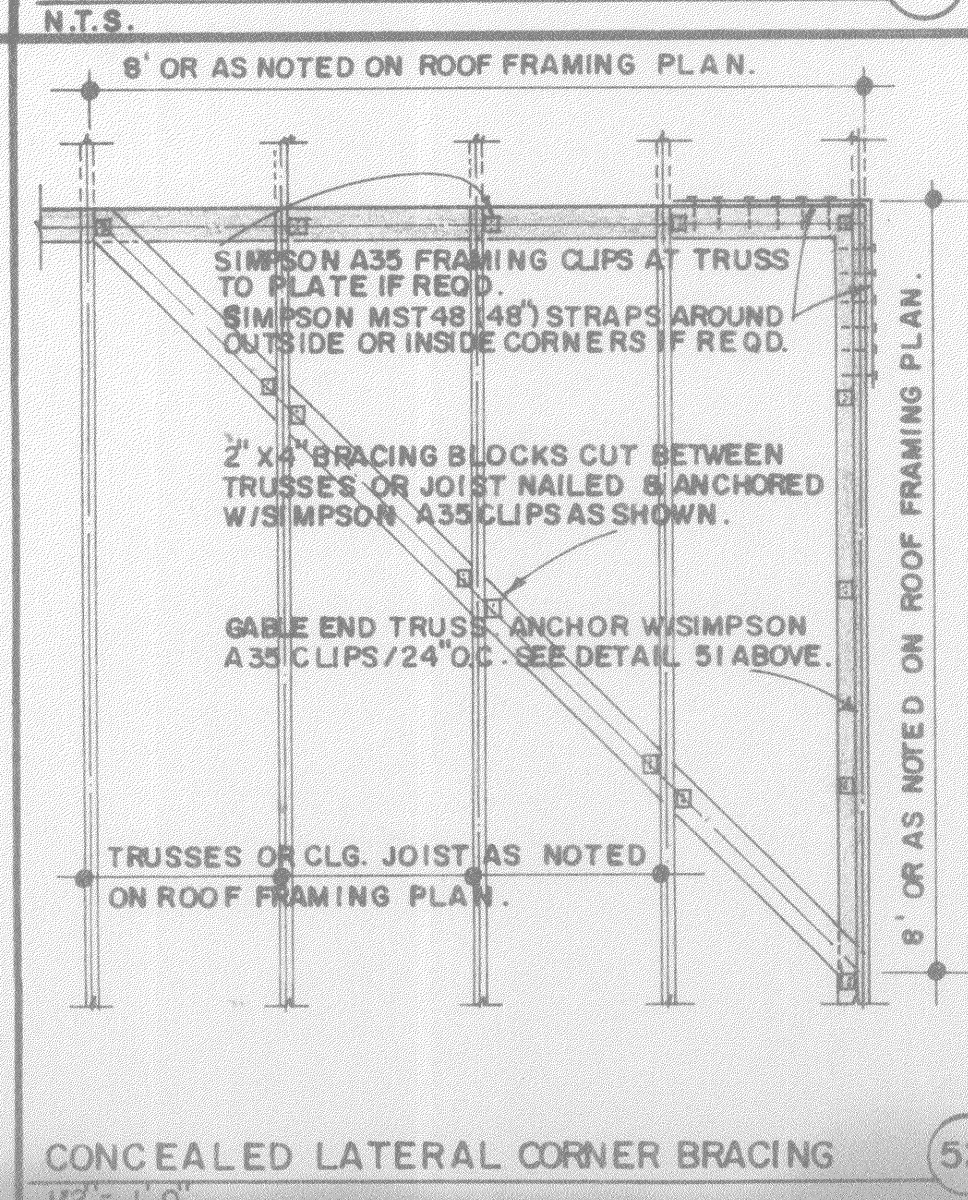 N.T.S.
8' OR AS NOTED ON ROOF FRAMING PLAN.
SIMPSON A35 FRAMING CLIPS AT TRUSS
TO PLATE IF REQD.
SIMPSON MST48 (48") STRAPS AROUND
OUTSIDE OR INSIDE CORNERS IF REQD.
2" X 4" BRACING BLOCKS CUT BETWEEN
TRUSSES OR JOIST NAILED & ANCHORED
W/SIMPSON A35 CLIPS AS SHOWN.
GABLE END TRUSS ANCHOR W/SIMPSON
A35 CLIPS/24" O.C. SEE DETAIL 51 ABOVE.
8' OR AS NOTED ON ROOF FRAMING PLAN.
TRUSSES OR CLG. JOIST AS NOTED
ON ROOF FRAMING PLAN.
CONCEALED LATERAL CORNER BRACING